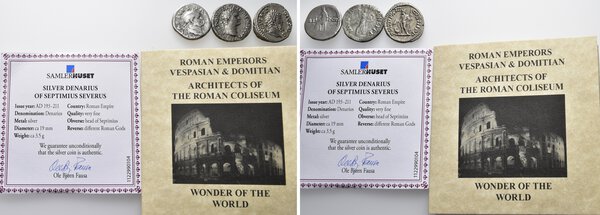 SAMLERHUSET
SILVER DENARIUS
OF SEPTIMIUS SEVERUS
Issue year: AD 193-211 Country: Roman Empire
Denomination: Denarius Quality: very fine
Metal: silver Obverse: head of Septimius
Diameter: ca 19 mm Reverse: different Roman Gods
Weight: ca 3.5 g
We guarantee unconditionally
that the silver coin is authentic.
Ole Bjørn Fausa
1122990504
ROMAN EMPERORS
VESPASIAN & DOMITIAN
ARCHITECTS OF
THE ROMAN COLISEUM
WONDER OF THE
WORLD
SAMLERHUSET
SILVER DENARIUS
OF SEPTIMIUS SEVERUS
Issue year: AD 193-211 Country: Roman Empire
Denomination: Denarius Quality: very fine
Metal: silver Obverse: head of Septimius
Diameter: ca 19 mm Reverse: different Roman Gods
Weight: ca 3.5 g
We guarantee unconditionally
that the silver coin is authentic.
Ole Bjørn Fausa
1122990504
ROMAN EMPERORS
VESPASIAN & DOMITIAN
ARCHITECTS OF
THE ROMAN COLISEUM
WONDER OF THE
WORLD